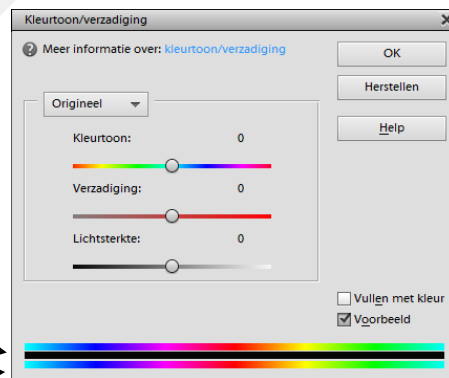 Kleurtoon/verzadiging
Meer informatie over: kleurtoon/verzadiging
OK
Herstellen
Help
Origineel
Kleurtoon: 0
Verzadiging: 0
Lichtsterkte: 0
Vullen met kleur
Voorbeeld